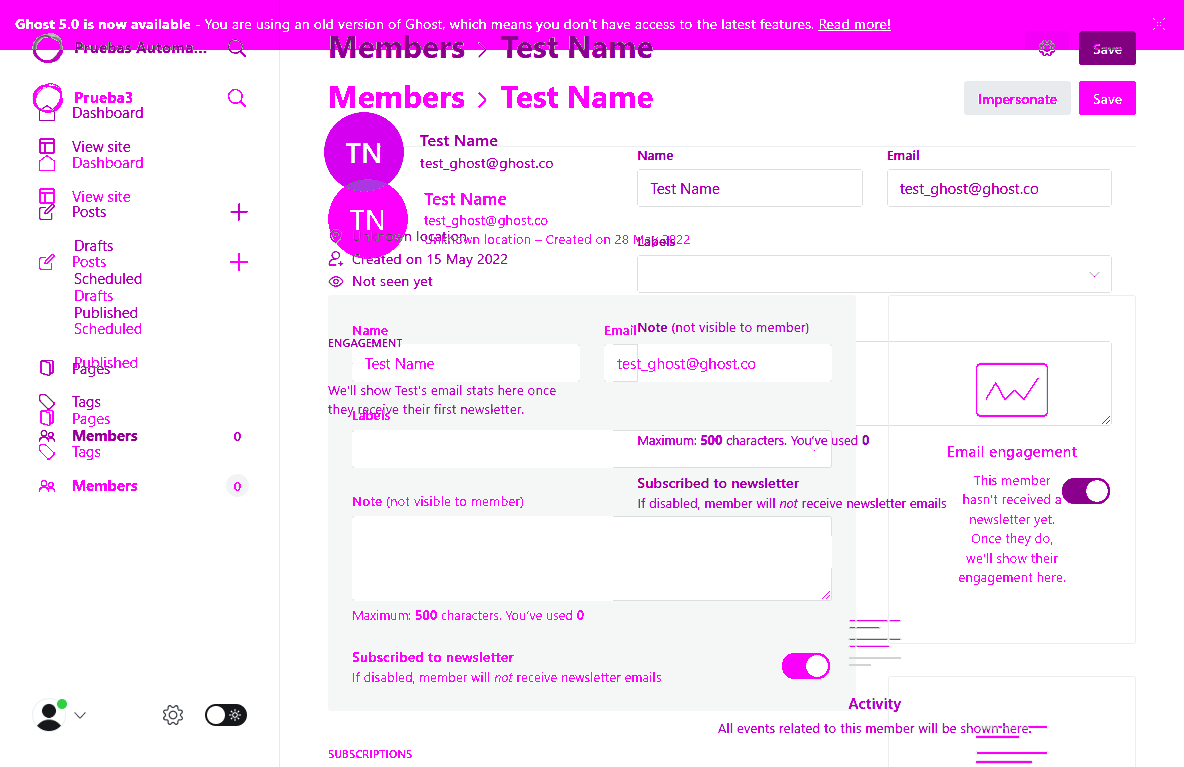 Ghost 5.0 is now available - You are using an old version of Ghost, which means you don't have access to the latest features. Read more!
Pruebas Automa...
Members > Test Name
Save
Prueba3
Members > Test Name
Impersonate
Save
Dashboard
View site
Dashboard
View site
Posts
Drafts
Posts
Scheduled
Drafts
Published
Scheduled
Published
Pages
Tags
Pages
Members 0
Tags
Members 0
TN
Test Name
test_ghost@ghost.co
TN
Test Name
test_ghost@ghost.co
Unknown location
Unknown location – Created on 28 May 2022
Created on 15 May 2022
Not seen yet
Name
Test Name
Email
test_ghost@ghost.co
Labels
Name
Test Name
Email
test_ghost@ghost.co
Note (not visible to member)
ENGAGEMENT
We'll show Test's email stats here once
they receive their first newsletter.
Labels
Maximum: 500 characters. You've used 0
Subscribed to newsletter
If disabled, member will not receive newsletter emails
Note (not visible to member)
Maximum: 500 characters. You've used 0
Subscribed to newsletter
If disabled, member will not receive newsletter emails
Email engagement
This member
hasn't received a
newsletter yet.
Once they do,
we'll show their
engagement here.
Activity
All events related to this member will be shown here.
SUBSCRIPTIONS